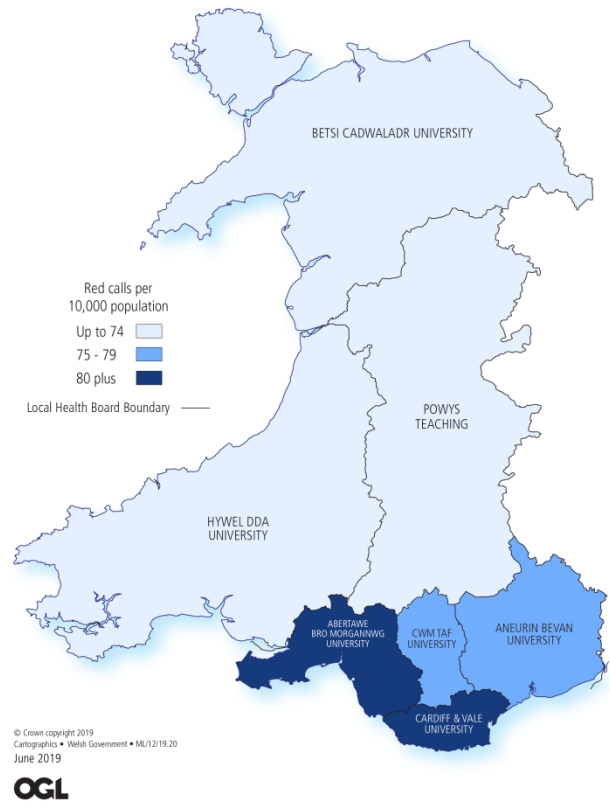 BETSI CADWALADR UNIVERSITY
Red calls per
10,000 population
Up to 74
75 - 79
80 plus
Local Health Board Boundary
POWYS
TEACHING
HYWEL DDA
UNIVERSITY
ABERTAWE
BRO MORGANNWG
UNIVERSITY
CWM TAF
UNIVERSITY
ANEURIN BEVAN
UNIVERSITY
CARDIFF & VALE
UNIVERSITY
© Crown copyright 2019
Cartographics • Welsh Government • ML/12/19.20
June 2019
OGL